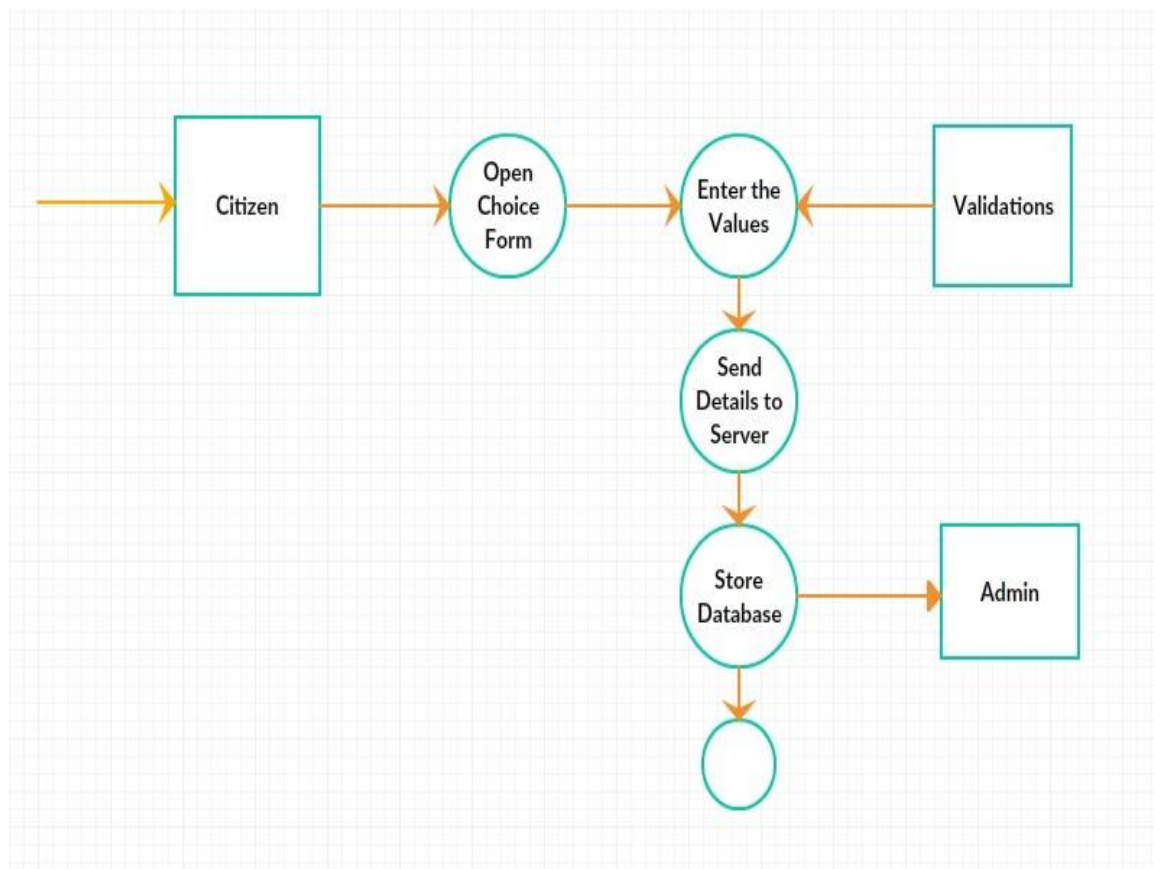 Citizen
Open
Choice
Form
Enter the
Values
Validations
Send
Details to
Server
Store
Database
Admin